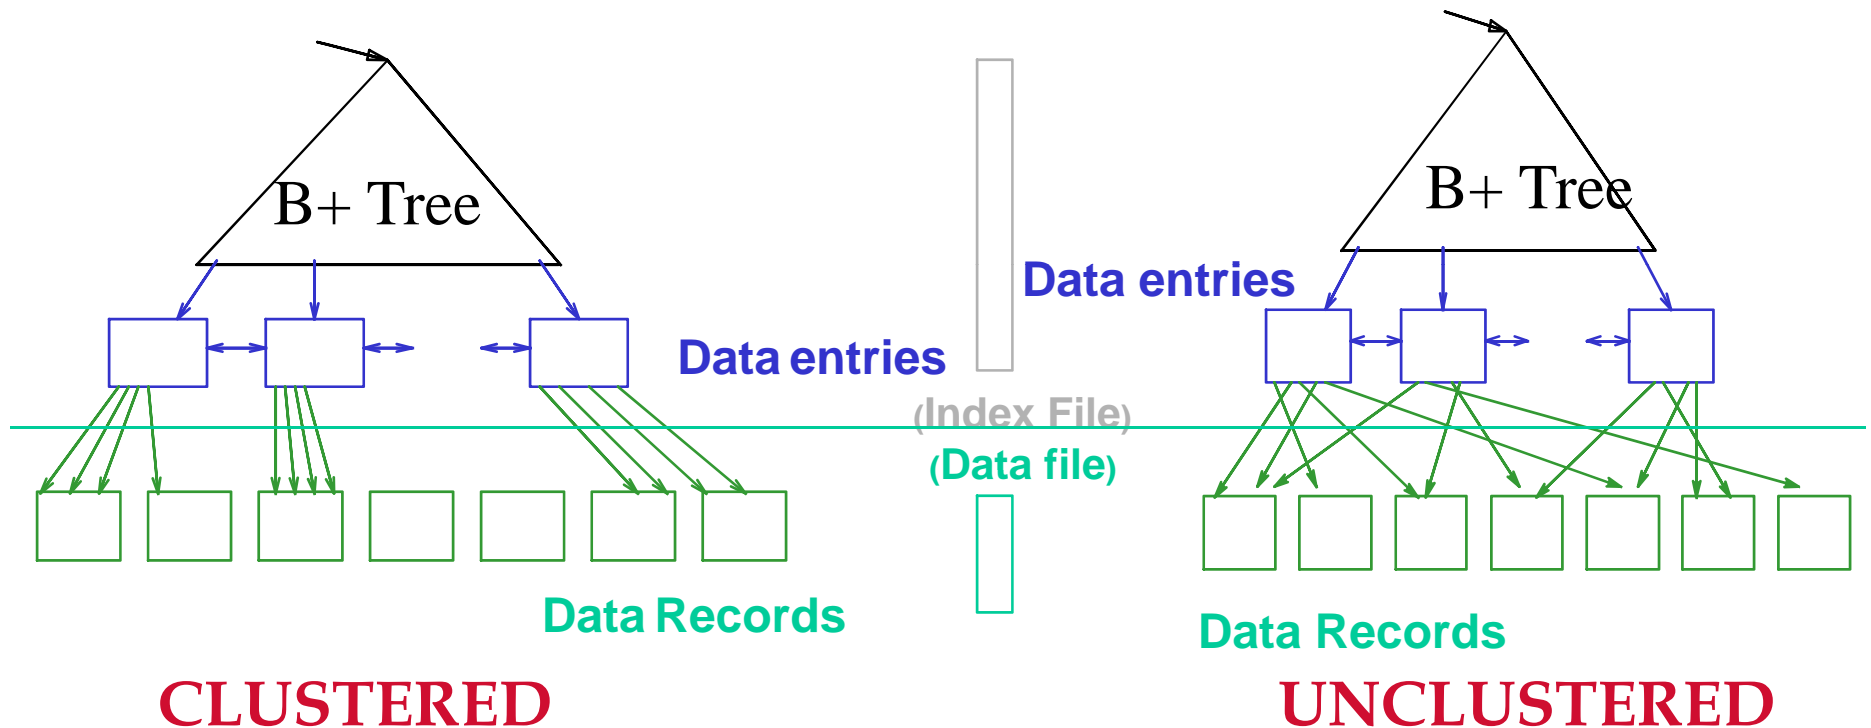 B+ Tree
B+ Tree
Data entries
Data entries
(Index File)
(Data file)
Data Records
Data Records
CLUSTERED
UNCLUSTERED